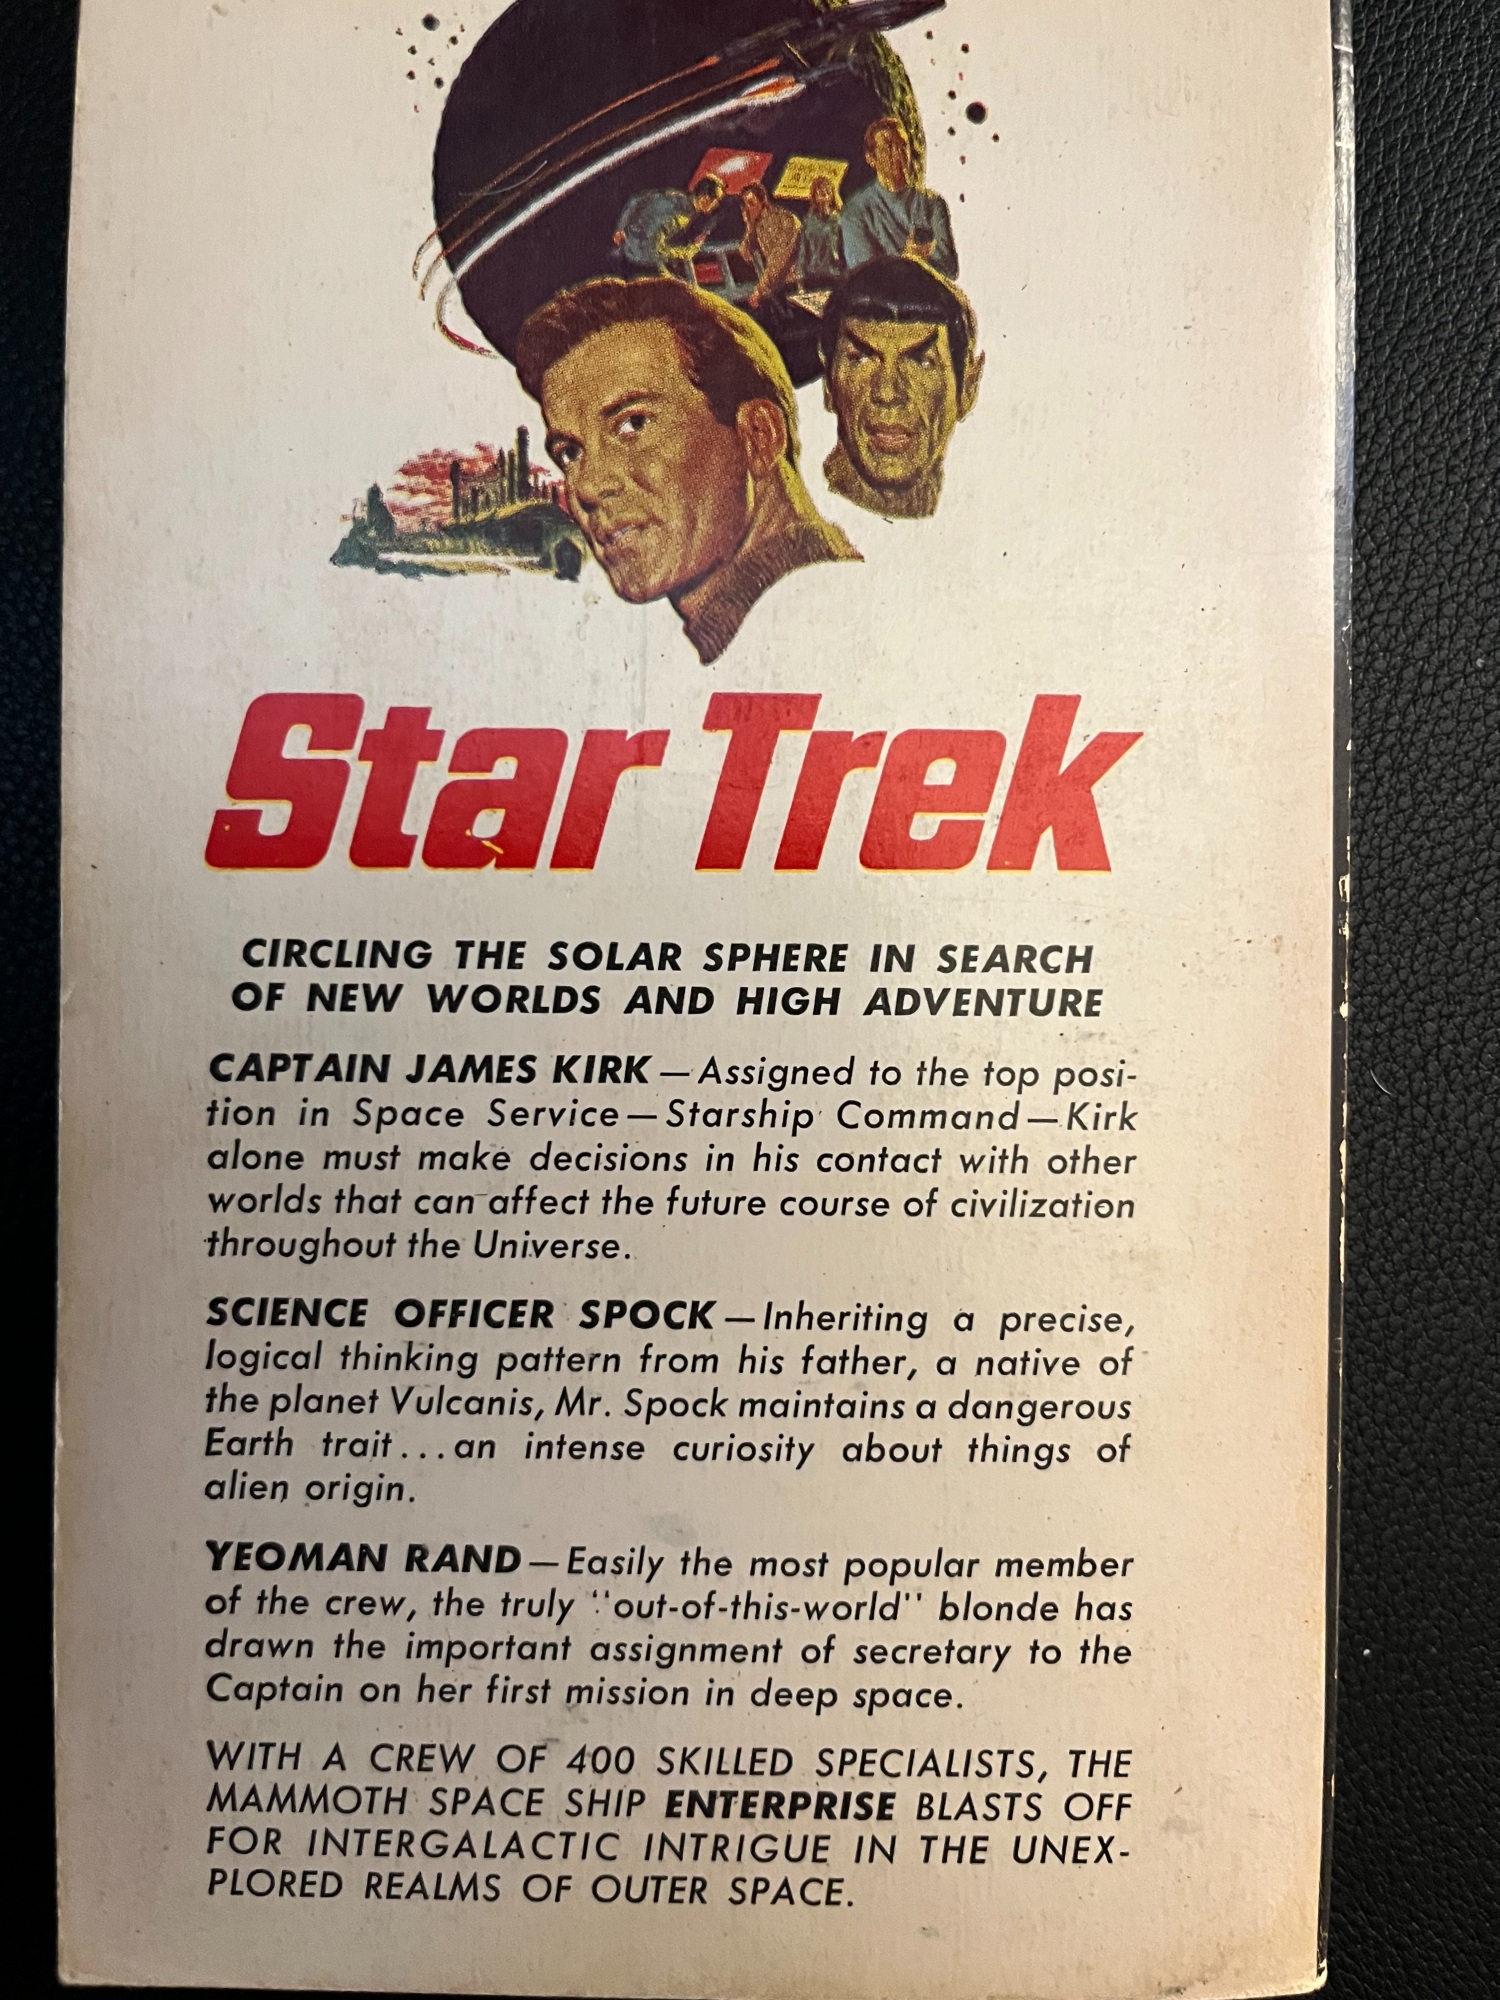 Star Trek
CIRCLING THE SOLAR SPHERE IN SEARCH
OF NEW WORLDS AND HIGH ADVENTURE
CAPTAIN JAMES KIRK—Assigned to the top posi-
tion in Space Service—Starship Command—Kirk
alone must make decisions in his contact with other
worlds that can affect the future course of civilization
throughout the Universe.
SCIENCE OFFICER SPOCK—Inheriting a precise,
logical thinking pattern from his father, a native of
the planet Vulcanis, Mr. Spock maintains a dangerous
Earth trait...an intense curiosity about things of
alien origin.
YEOMAN RAND—Easily the most popular member
of the crew, the truly "out-of-this-world" blonde has
drawn the important assignment of secretary to the
Captain on her first mission in deep space.
WITH A CREW OF 400 SKILLED SPECIALISTS, THE
MAMMOTH SPACE SHIP ENTERPRISE BLASTS OFF
FOR INTERGALACTIC INTRIGUE IN THE UNEX-
PLORED REALMS OF OUTER SPACE.